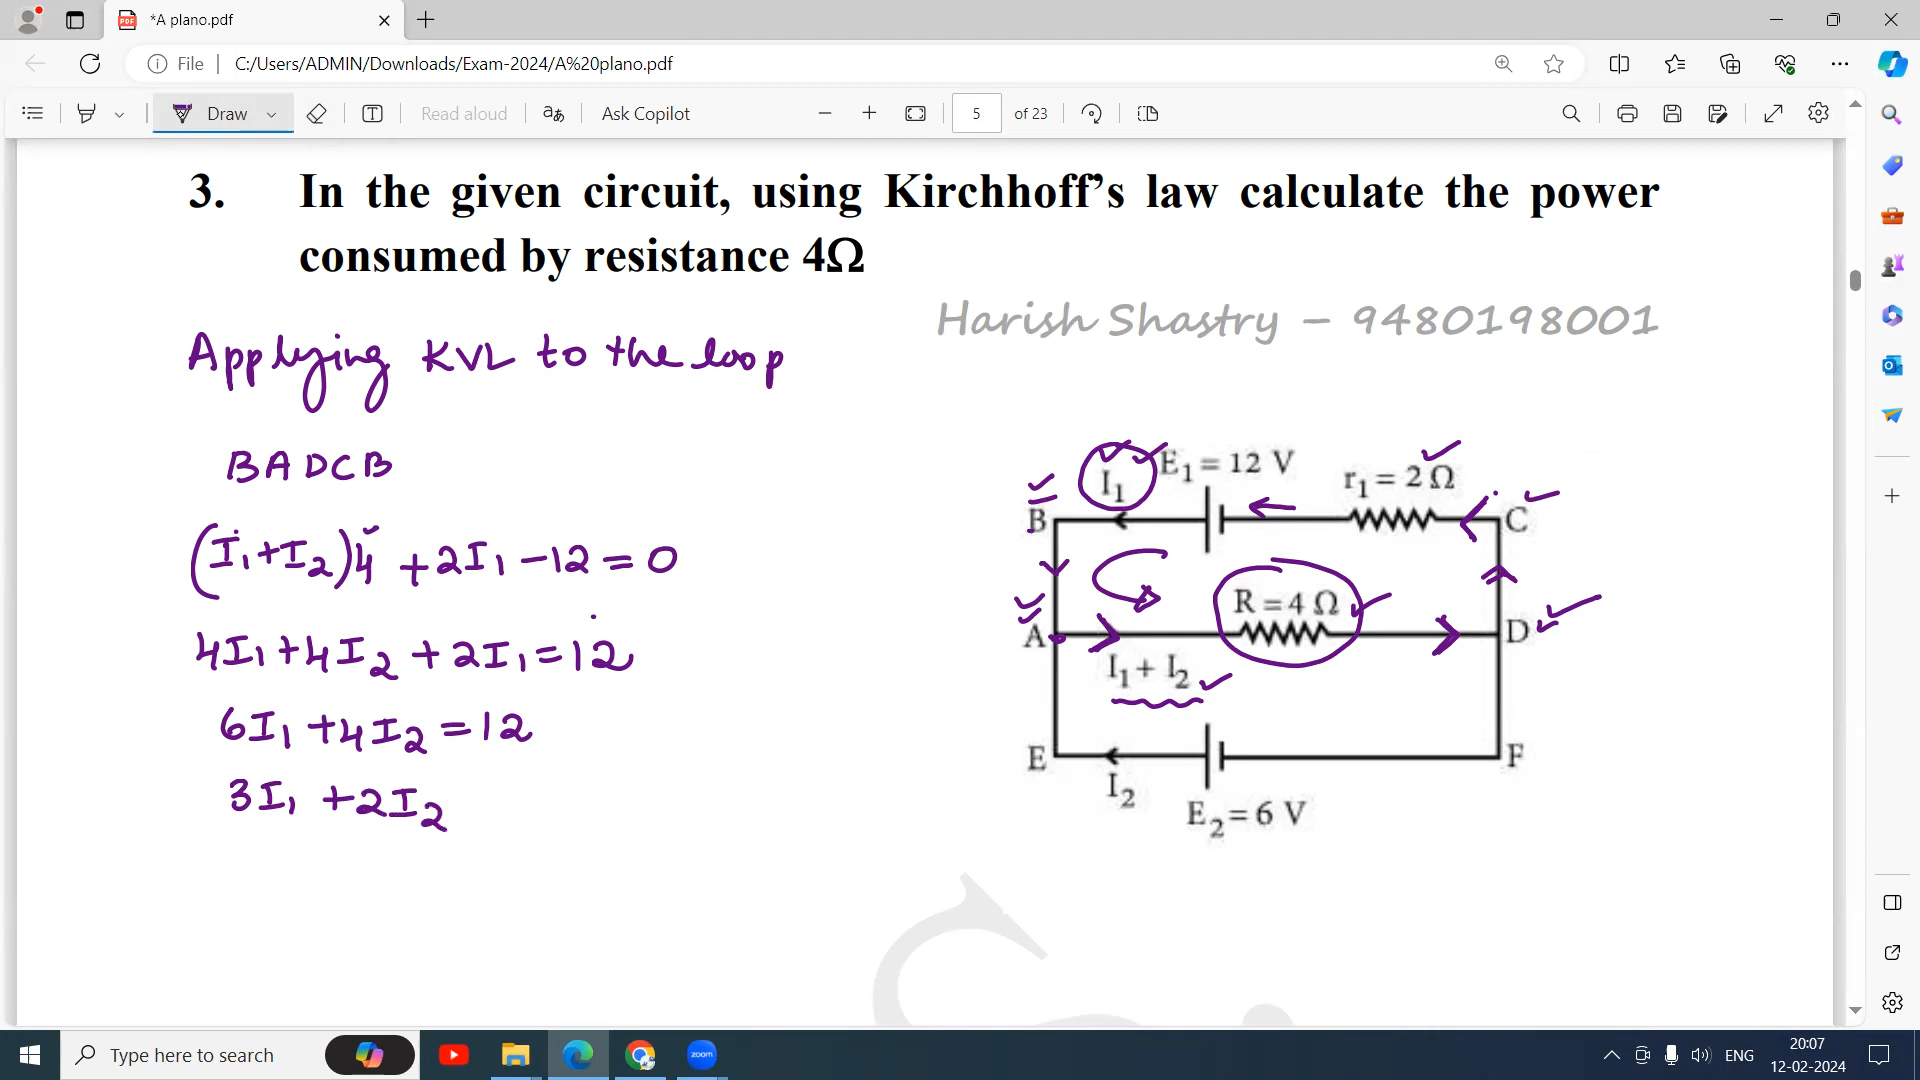 *A plano.pdf
File
C:/Users/ADMIN/Downloads/Exam-2024/A%20plano.pdf
Draw
Read aloud
aあ
Ask Copilot
5
of 23
3. In the given circuit, using Kirchhoff's law calculate the power
consumed by resistance 4Ω
Harish Shastry – 9480198001
Applying KVL to the loop
BADCB
(I₁+I₂)4 +2I₁ -12 = 0
4I₁+4I₂ +2I₁=12
6I₁ +4I₂ =12
3I₁ +2I₂
I₁
E₁ = 12 V
r₁ = 2 Ω
B
C
R = 4 Ω
A
D
I₁ + I₂
E
F
I₂
E₂ = 6 V
Type here to search
zoom
ENG
20:07
12-02-2024